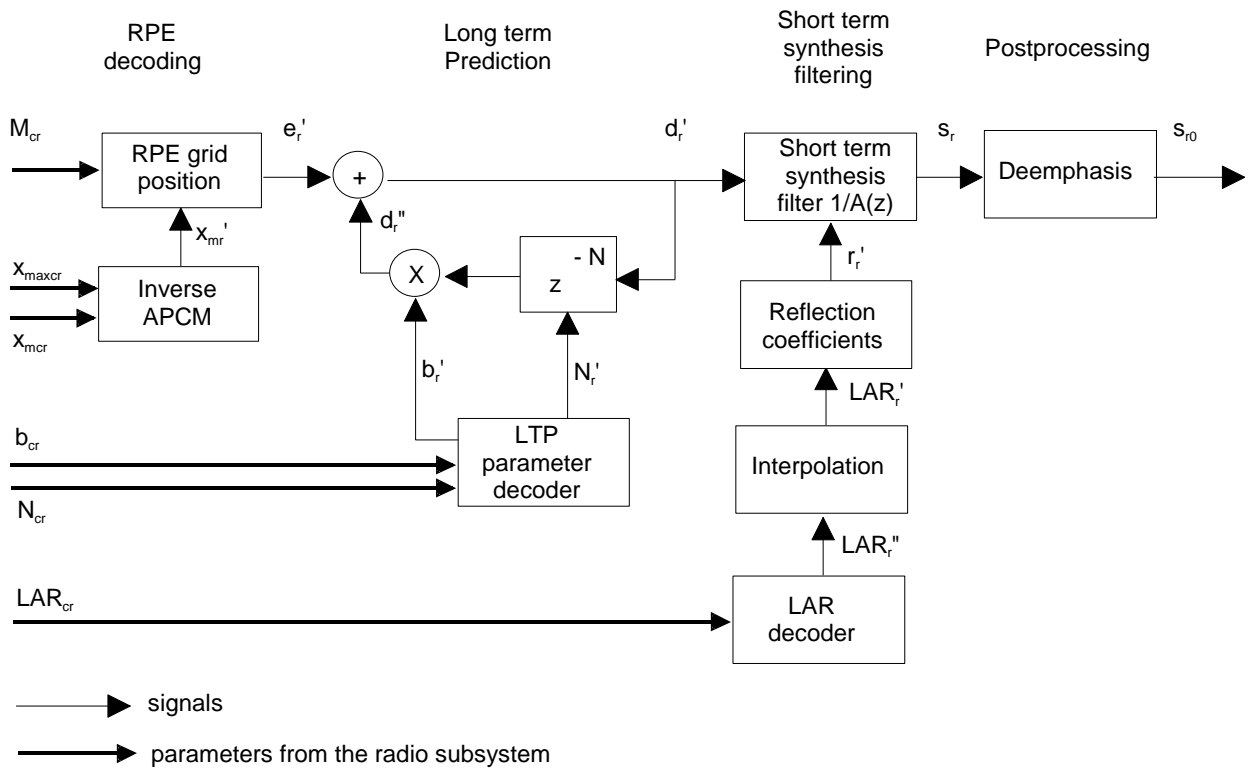 RPE
decoding
Long term
Prediction
Short term
synthesis
filtering
Postprocessing
M_cr
RPE grid
position
e_r'
+
d_r'
Short term
synthesis
filter 1/A(z)
s_r
Deemphasis
s_r0
x_mr'
d_r"
x_maxcr
x_mcr
Inverse
APCM
X
z^- N
r_r'
Reflection
coefficients
b_r'
N_r'
LAR_r'
b_cr
N_cr
LTP
parameter
decoder
Interpolation
LAR_r"
LAR_cr
LAR
decoder
signals
parameters from the radio subsystem